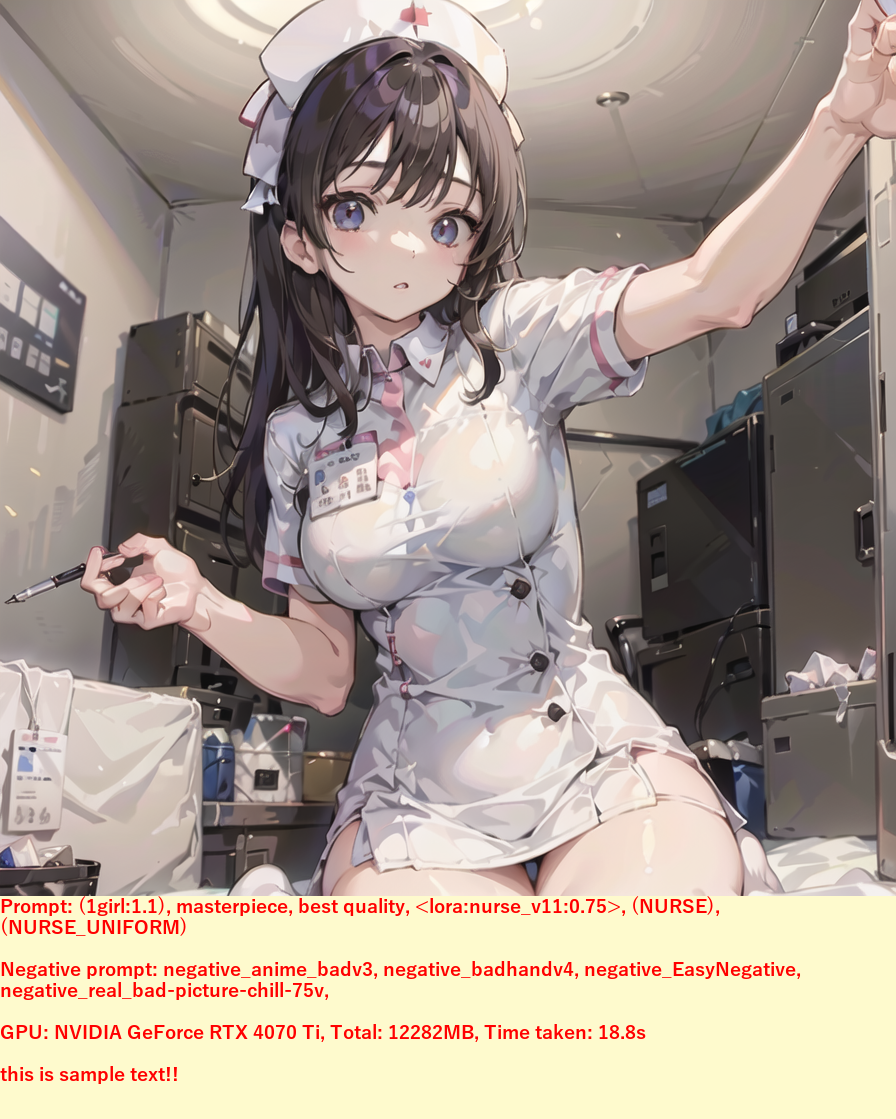 Prompt: (1girl:1.1), masterpiece, best quality, <lora:nurse_v11:0.75>, (NURSE),
(NURSE_UNIFORM)
Negative prompt: negative_anime_badv3, negative_badhandv4, negative_EasyNegative,
negative_real_bad-picture-chill-75v,
GPU: NVIDIA GeForce RTX 4070 Ti, Total: 12282MB, Time taken: 18.8s
this is sample text!!